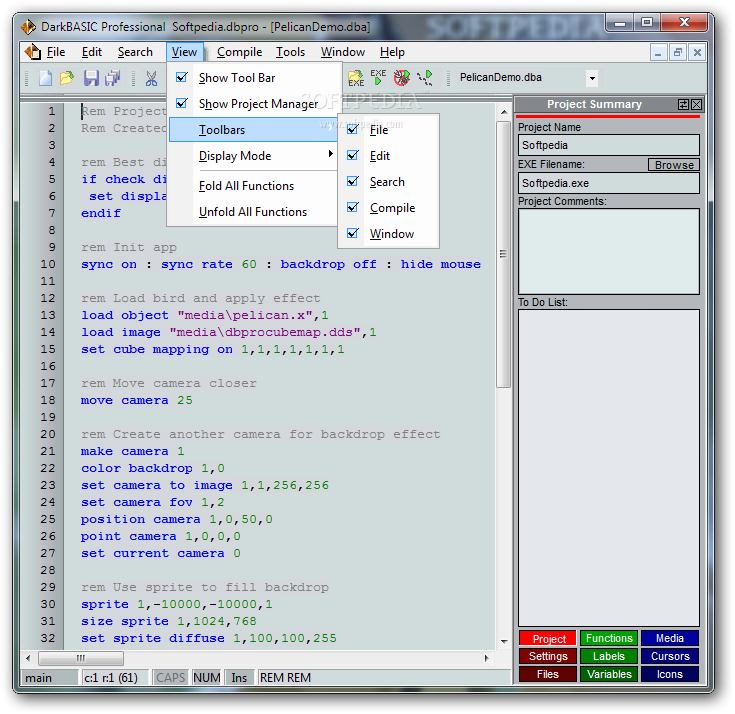 DarkBASIC Professional  Softpedia.dbpro - [PelicanDemo.dba]
File Edit Search View Compile Tools Window Help
PelicanDemo.dba
Show Tool Bar
Show Project Manager
Toolbars
Display Mode
Fold All Functions
Unfold All Functions
File
Edit
Search
Compile
Window
SOFTPEDIA
1 Rem Project
2 Rem Created
3
4 rem Best di
5 if check di
6 set displa
7 endif
8
9 rem Init app
10 sync on : sync rate 60 : backdrop off : hide mouse
11
12 rem Load bird and apply effect
13 load object "media\pelican.x",1
14 load image "media\dbprocubemap.dds",1
15 set cube mapping on 1,1,1,1,1,1,1
16
17 rem Move camera closer
18 move camera 25
19
20 rem Create another camera for backdrop effect
21 make camera 1
22 color backdrop 1,0
23 set camera to image 1,1,256,256
24 set camera fov 1,2
25 position camera 1,0,50,0
26 point camera 1,0,0,0
27 set current camera 0
28
29 rem Use sprite to fill backdrop
30 sprite 1,-10000,-10000,1
31 size sprite 1,1024,768
32 set sprite diffuse 1,100,100,255
Project Summary
Project Name
Softpedia
EXE Filename:
Browse
Softpedia.exe
Project Comments:
To Do List:
Project Functions Media
Settings Labels Cursors
Files Variables Icons
main c:1 r:1 (61) CAPS NUM Ins REM REM